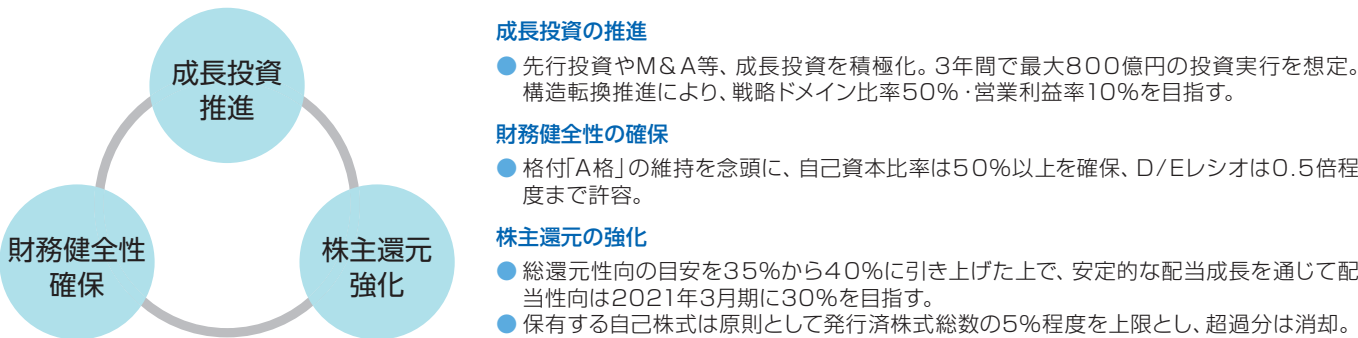 成長投資
推進
財務健全性
確保
株主還元
強化
成長投資の推進
● 先行投資やM&A等、成長投資を積極化。3年間で最大800億円の投資実行を想定。
構造転換推進により、戦略ドメイン比率50%・営業利益率10%を目指す。
財務健全性の確保
● 格付「A格」の維持を念頭に、自己資本比率は50%以上を確保、D/Eレシオは0.5倍程
度まで許容。
株主還元の強化
● 総還元性向の目安を35%から40%に引き上げた上で、安定的な配当成長を通じて配
当性向は2021年3月期に30%を目指す。
● 保有する自己株式は原則として発行済株式総数の5%程度を上限とし、超過分は消却。